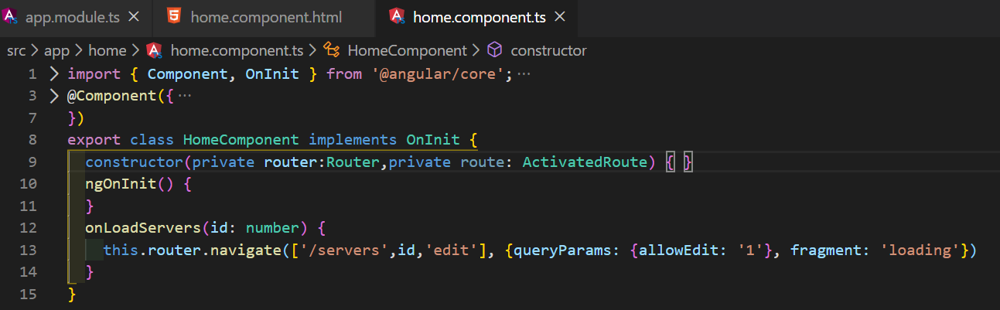 app.module.ts
home.component.html
home.component.ts
src > app > home > home.component.ts > HomeComponent > constructor
1 > import { Component, OnInit } from '@angular/core'; ...
3 > @Component({ ...
7 })
8 export class HomeComponent implements OnInit {
9 constructor(private router:Router,private route: ActivatedRoute) { }
10 ngOnInit() {
11 }
12 onLoadServers(id: number) {
13 this.router.navigate(['/servers',id,'edit'], {queryParams: {allowEdit: '1'}, fragment: 'loading'})
14 }
15 }